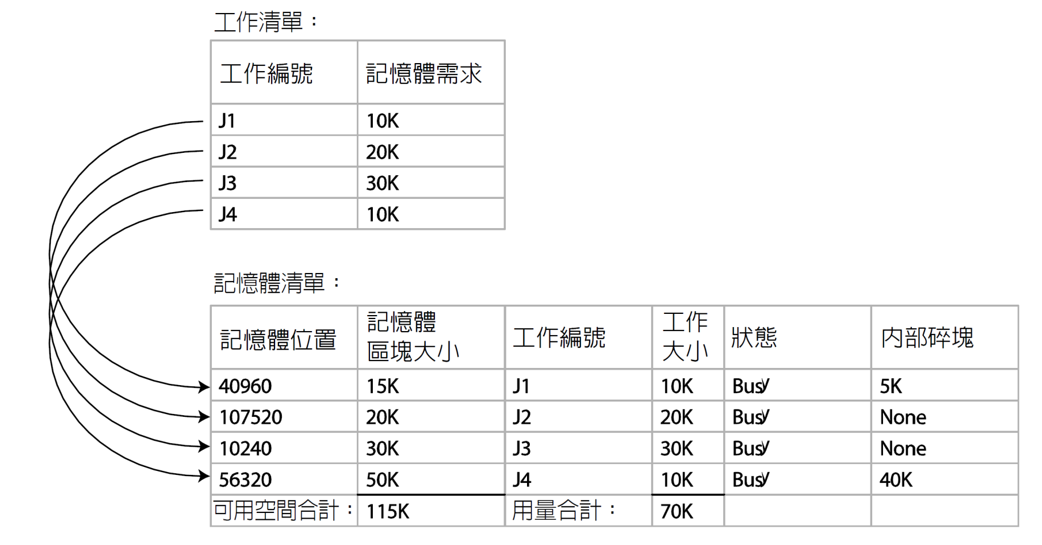 工作清單：
工作編號 記憶體需求
J1 10K
J2 20K
J3 30K
J4 10K
記憶體清單：
記憶體位置 記憶體區塊大小 工作編號 工作大小 狀態 內部碎塊
40960 15K J1 10K Busy 5K
107520 20K J2 20K Busy None
10240 30K J3 30K Busy None
56320 50K J4 10K Busy 40K
可用空間合計： 115K 用量合計： 70K